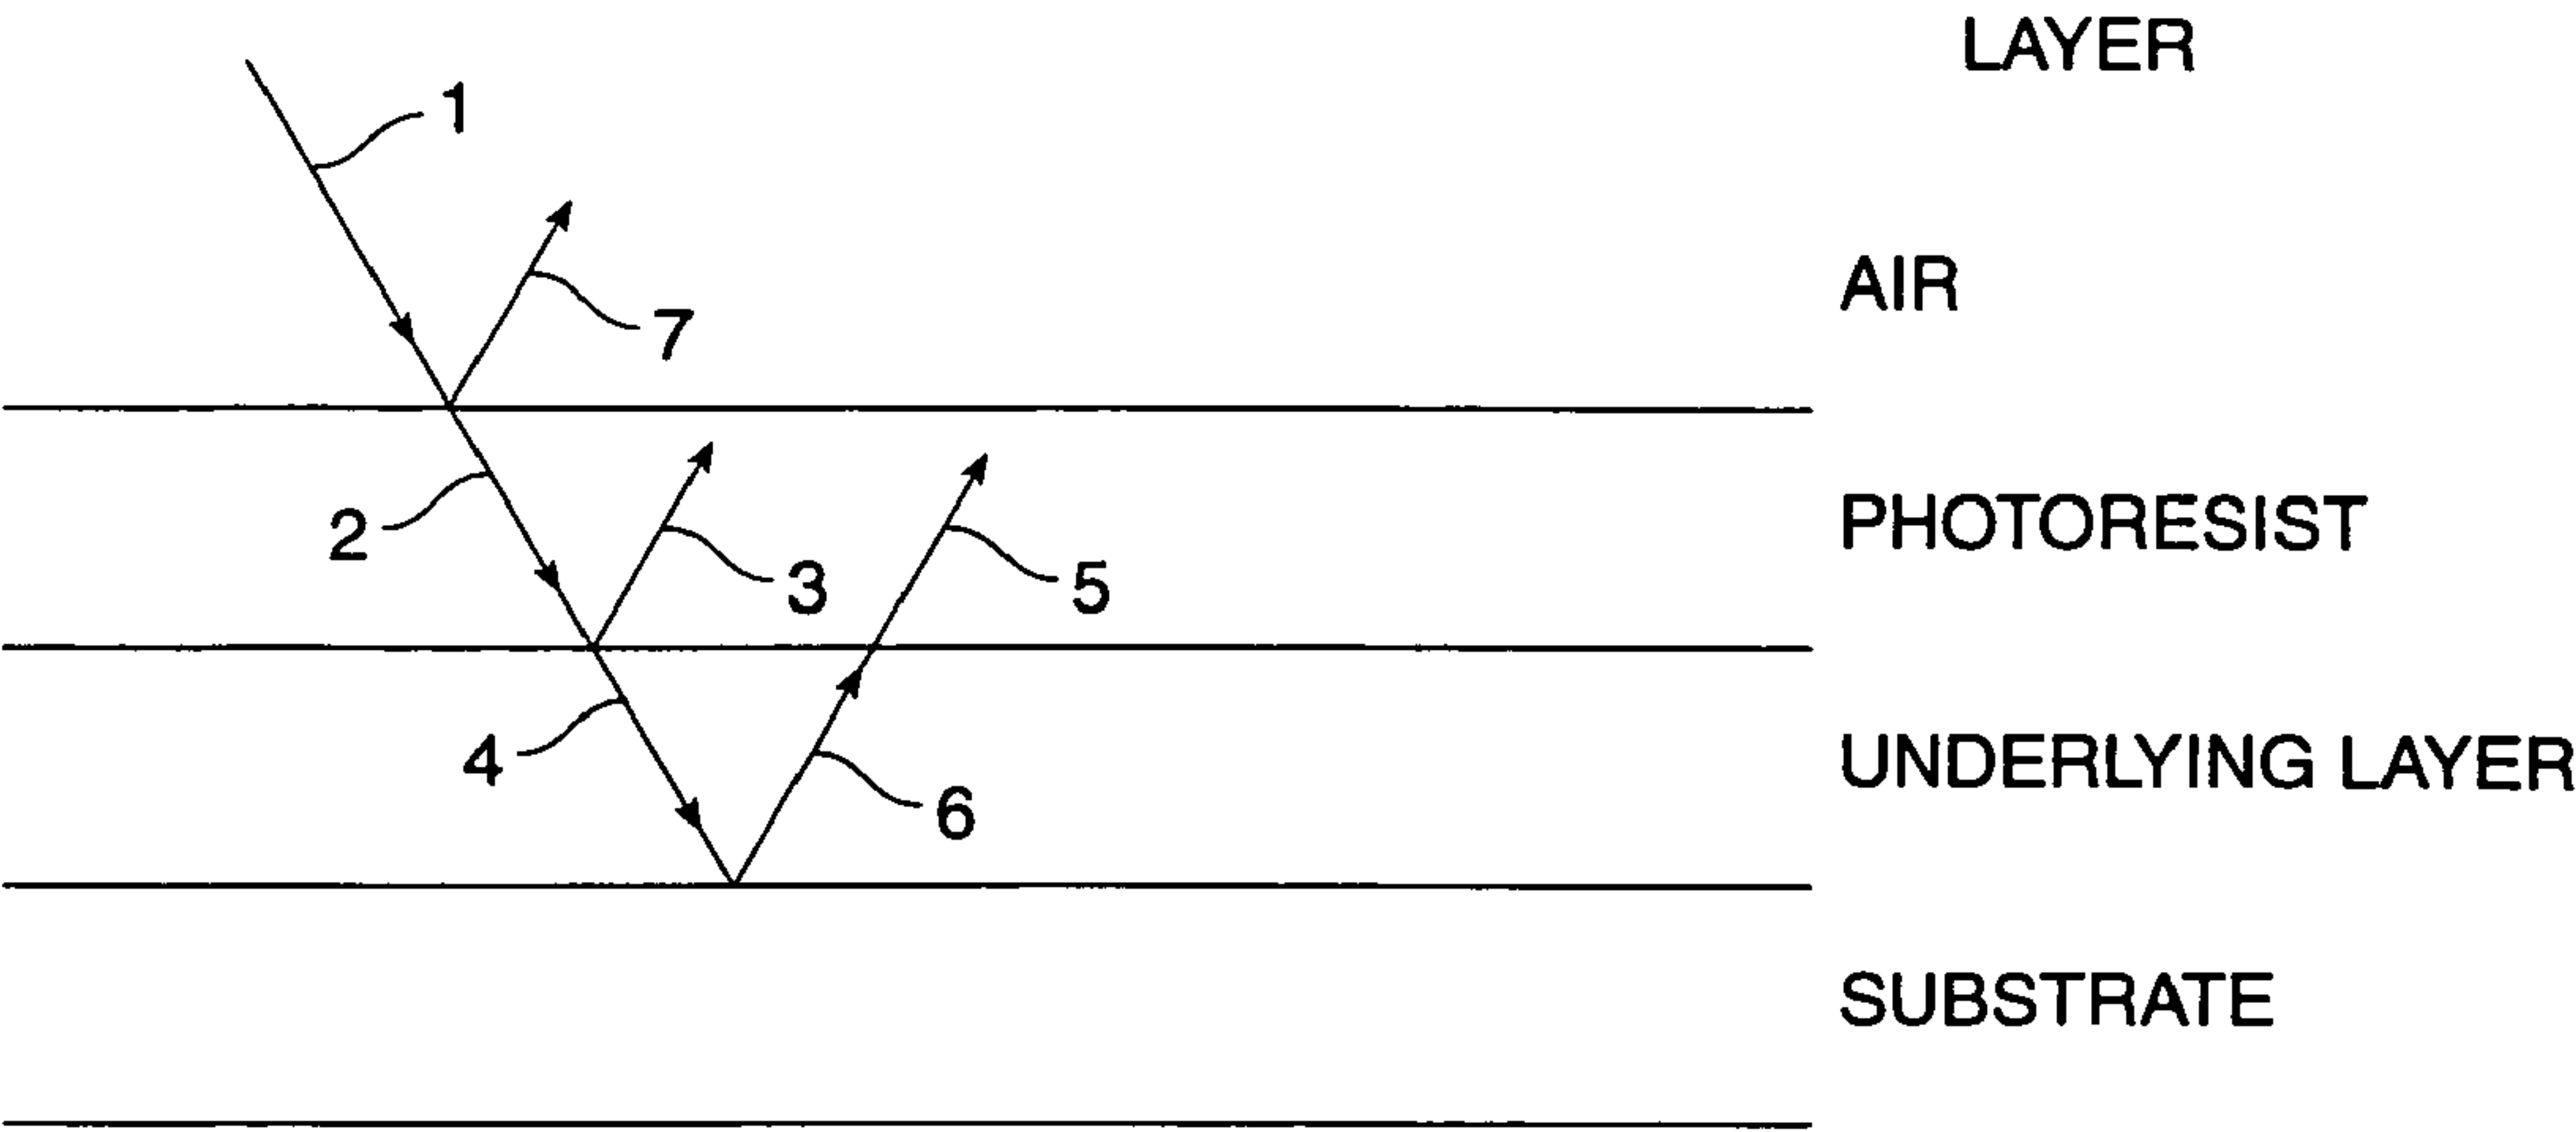 LAYER
1
AIR
7
2
PHOTORESIST
3
5
4
UNDERLYING LAYER
6
SUBSTRATE